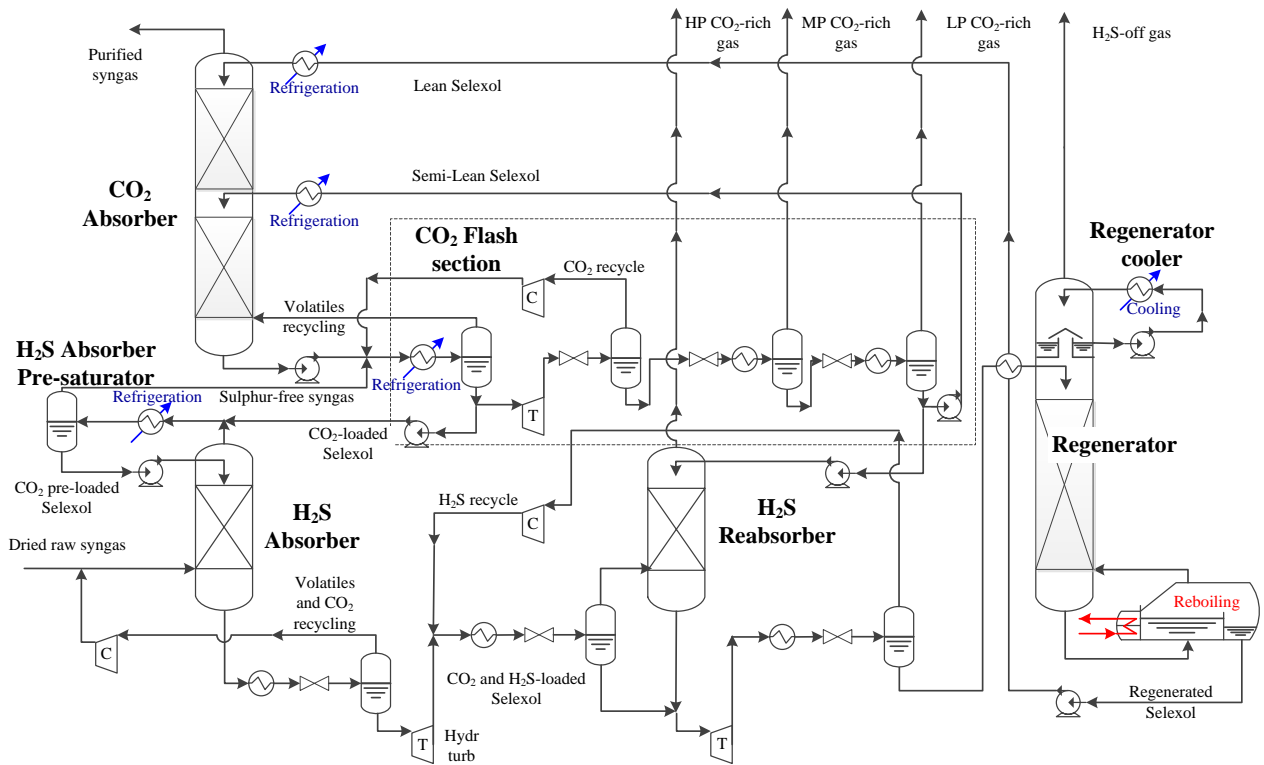 HP CO₂-rich
gas
MP CO₂-rich
gas
LP CO₂-rich
gas
H₂S-off gas
Purified
syngas
Refrigeration
Lean Selexol
CO₂
Absorber
Semi-Lean Selexol
Refrigeration
CO₂ Flash
section
CO₂ recycle
C
Regenerator
cooler
Cooling
Volatiles
recycling
H₂S Absorber
Pre-saturator
Refrigeration
Sulphur-free syngas
Refrigeration
T
CO₂-loaded
Selexol
Regenerator
CO₂ pre-loaded
Selexol
H₂S
Absorber
H₂S recycle
C
H₂S
Reabsorber
Dried raw syngas
Volatiles
and CO₂
recycling
C
Reboiling
CO₂ and H₂S-loaded
Selexol
Regenerated
Selexol
T
Hydr
turb
T